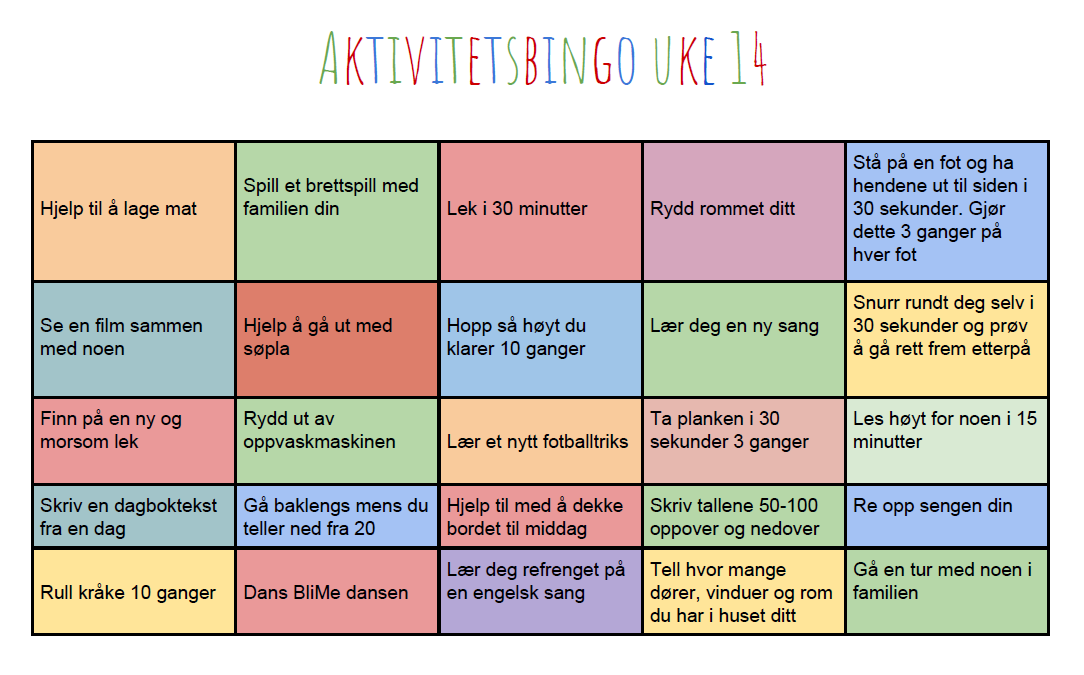 AKTIVITETSBINGO UKE 14
Hjelp til å lage mat
Spill et brettspill med
familien din
Lek i 30 minutter
Rydd rommet ditt
Stå på en fot og ha
hendene ut til siden i
30 sekunder. Gjør
dette 3 ganger på
hver fot
Se en film sammen
med noen
Hjelp å gå ut med
søpla
Hopp så høyt du
klarer 10 ganger
Lær deg en ny sang
Snurr rundt deg selv i
30 sekunder og prøv
å gå rett frem etterpå
Finn på en ny og
morsom lek
Rydd ut av
oppvaskmaskinen
Lær et nytt fotballtriks
Ta planken i 30
sekunder 3 ganger
Les høyt for noen i 15
minutter
Skriv en dagboktekst
fra en dag
Gå baklengs mens du
teller ned fra 20
Hjelp til med å dekke
bordet til middag
Skriv tallene 50-100
oppover og nedover
Re opp sengen din
Rull kråke 10 ganger
Dans BliMe dansen
Lær deg refrenget på
en engelsk sang
Tell hvor mange
dører, vinduer og rom
du har i huset ditt
Gå en tur med noen i
familien